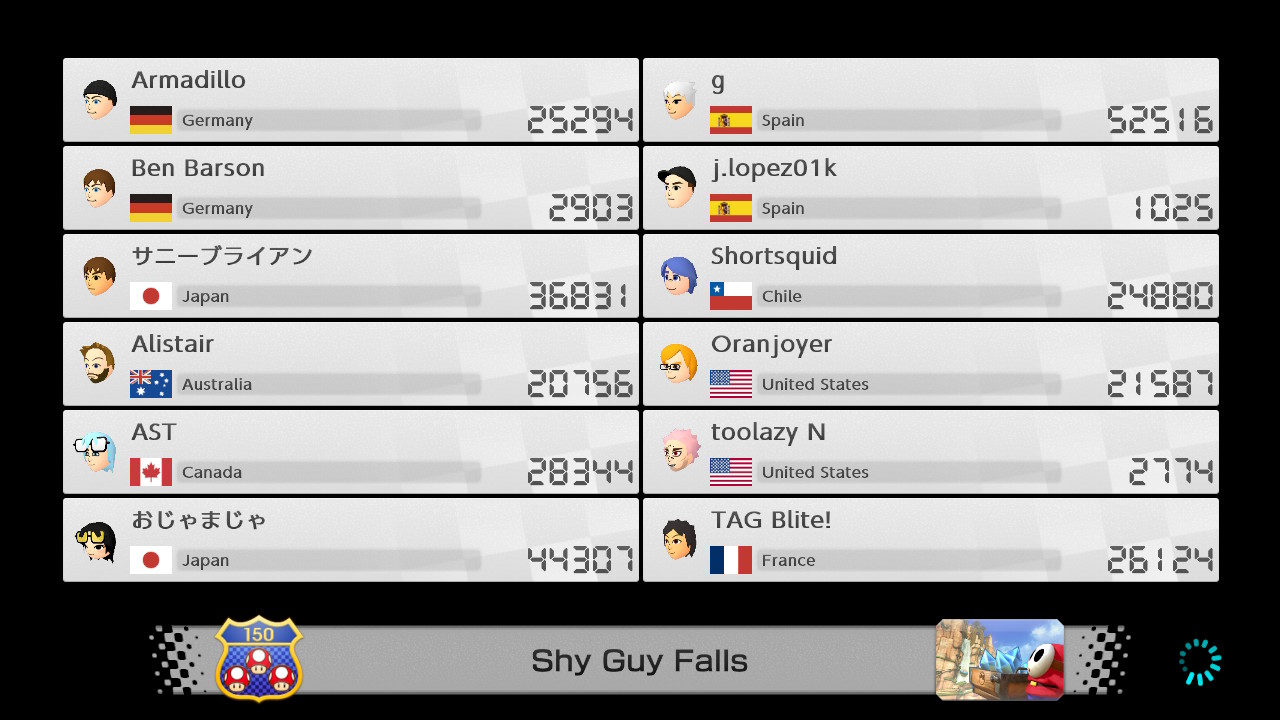 Armadillo
Germany 25294
g
Spain 52516
Ben Barson
Germany 2903
j.lopez01k
Spain 1025
サニーブライアン
Japan 36831
Shortsquid
Chile 24880
Alistair
Australia 20756
Oranjoyer
United States 21587
AST
Canada 28344
toolazy N
United States 2774
おじゃまじゃ
Japan 44307
TAG Blite!
France 26124
150
Shy Guy Falls